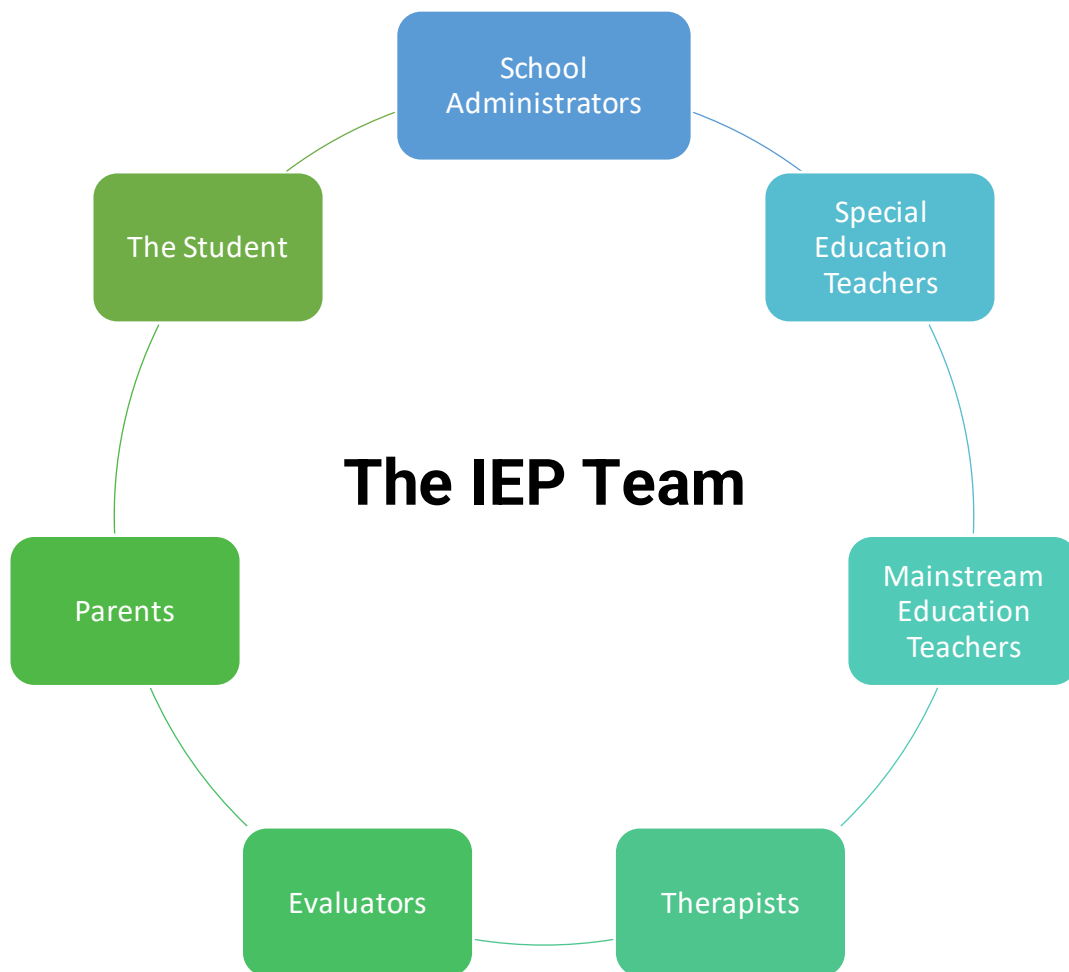 School
Administrators
Special
Education
Teachers
Mainstream
Education
Teachers
Therapists
Evaluators
Parents
The Student
The IEP Team